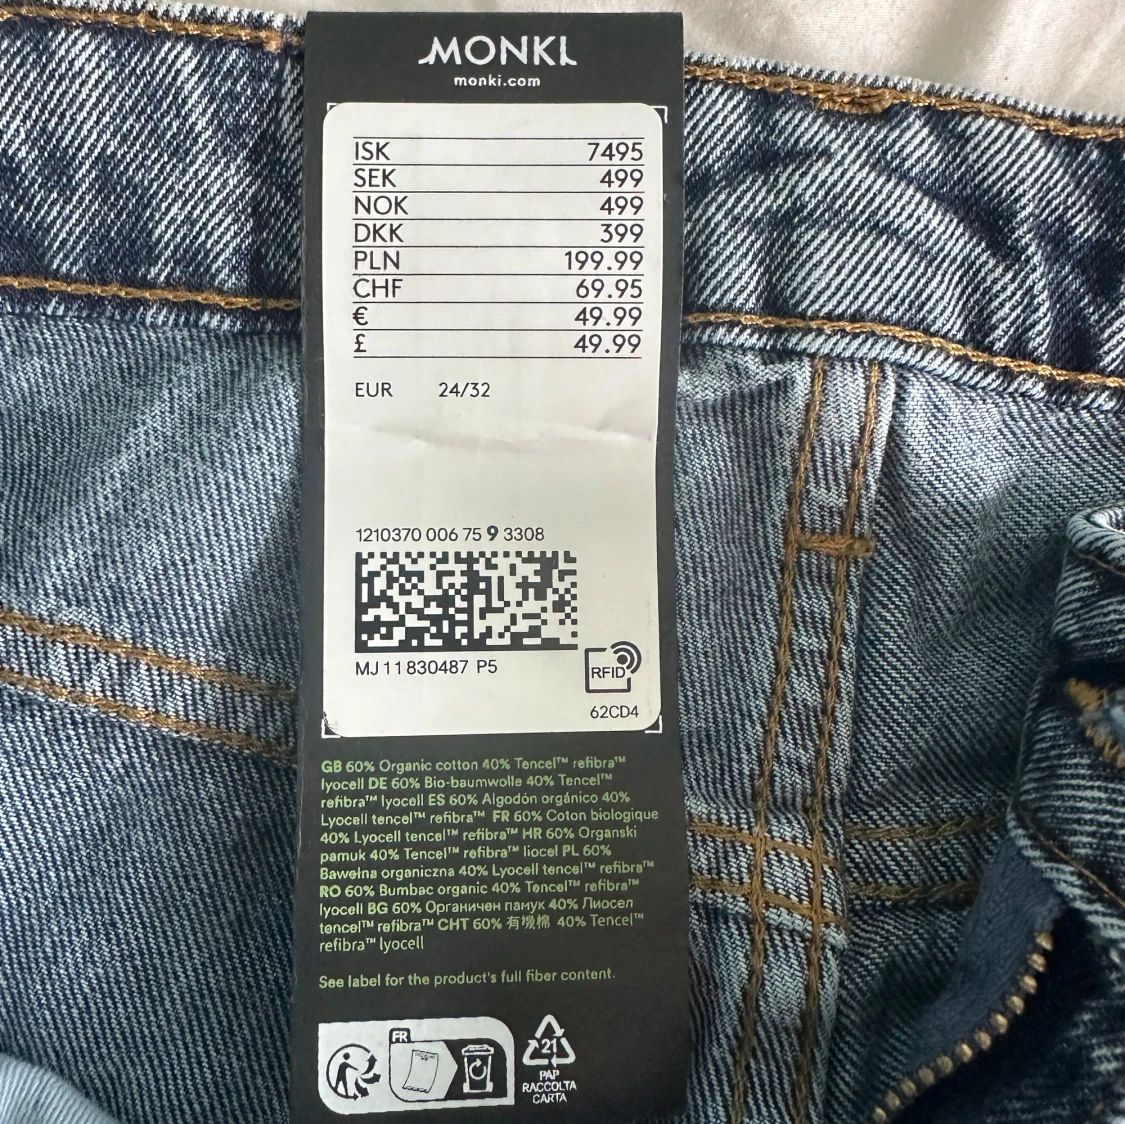 MONKI
monki.com
ISK 7495
SEK 499
NOK 499
DKK 399
PLN 199.99
CHF 69.95
€ 49.99
£ 49.99
EUR 24/32
1210370 006 75 9 3308
MJ 11 830487 P5
RFID
62CD4
GB 60% Organic cotton 40% Tencel™ refibra™
lyocell DE 60% Bio-baumwolle 40% Tencel™
refibra™ lyocell ES 60% Algodón orgánico 40%
Lyocell tencel™ refibra™ FR 60% Coton biologique
40% Lyocell tencel™ refibra™ HR 60% Organski
pamuk 40% Tencel™ refibra™ liocel PL 60%
Bawełna organiczna 40% Lyocell tencel™ refibra™
RO 60% Bumbac organic 40% Tencel™ refibra™
lyocell BG 60% Органичен памук 40% Лиосел
tencel™ refibra™ CHT 60% 有機棉 40% Tencel™
refibra™ lyocell
See label for the product's full fiber content.
FR
21
PAP
RACCOLTA
CARTA